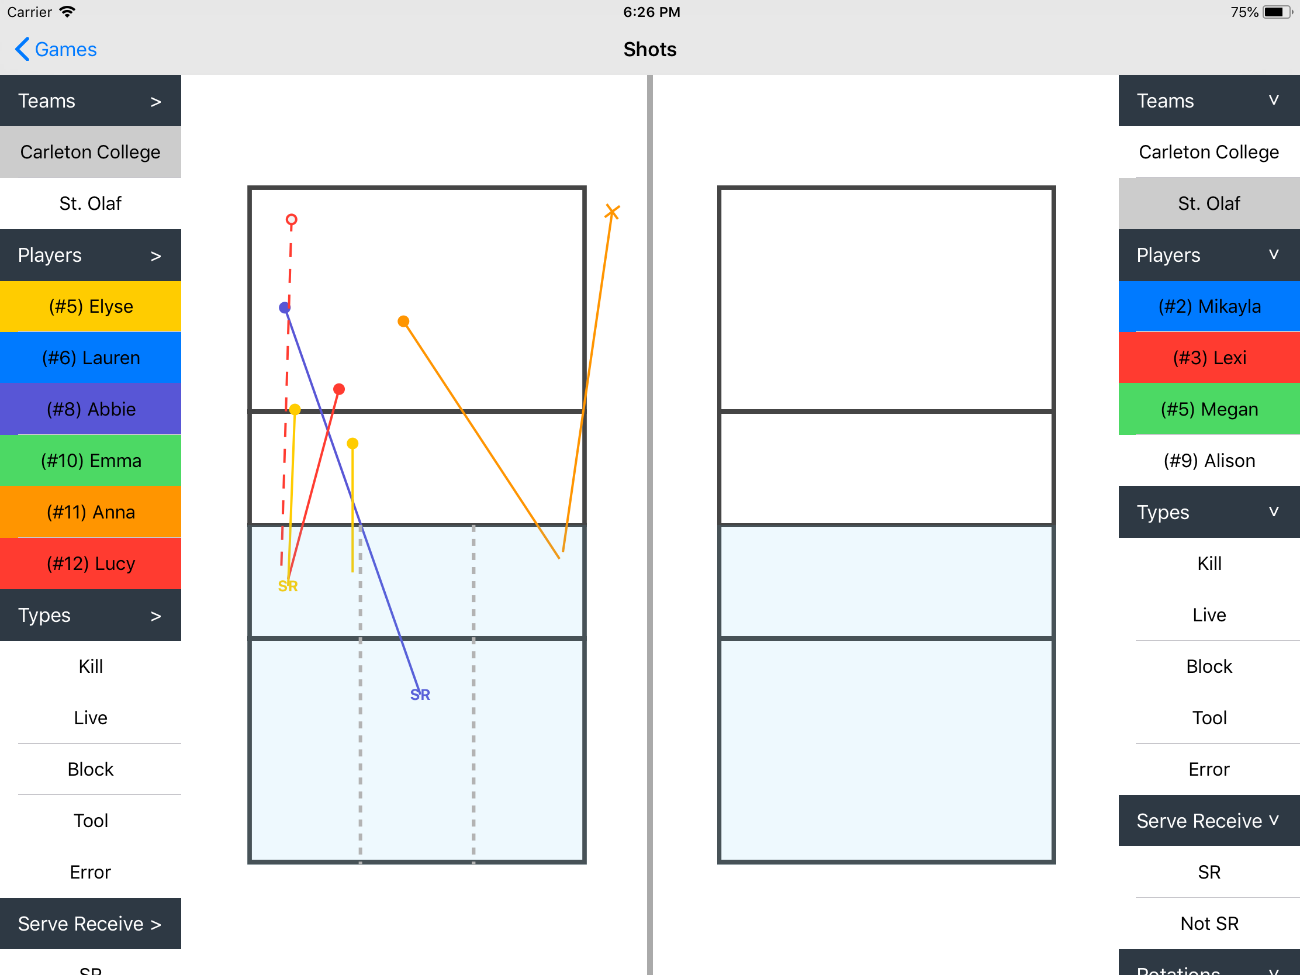 Carrier
6:26 PM
75%
Games
Shots
Teams >
Carleton College
St. Olaf
Players >
(#5) Elyse
(#6) Lauren
(#8) Abbie
(#10) Emma
(#11) Anna
(#12) Lucy
Types >
Kill
Live
Block
Tool
Error
Serve Receive >
SR
SR
SR
Teams v
Carleton College
St. Olaf
Players v
(#2) Mikayla
(#3) Lexi
(#5) Megan
(#9) Alison
Types v
Kill
Live
Block
Tool
Error
Serve Receive v
SR
Not SR
Rotations v